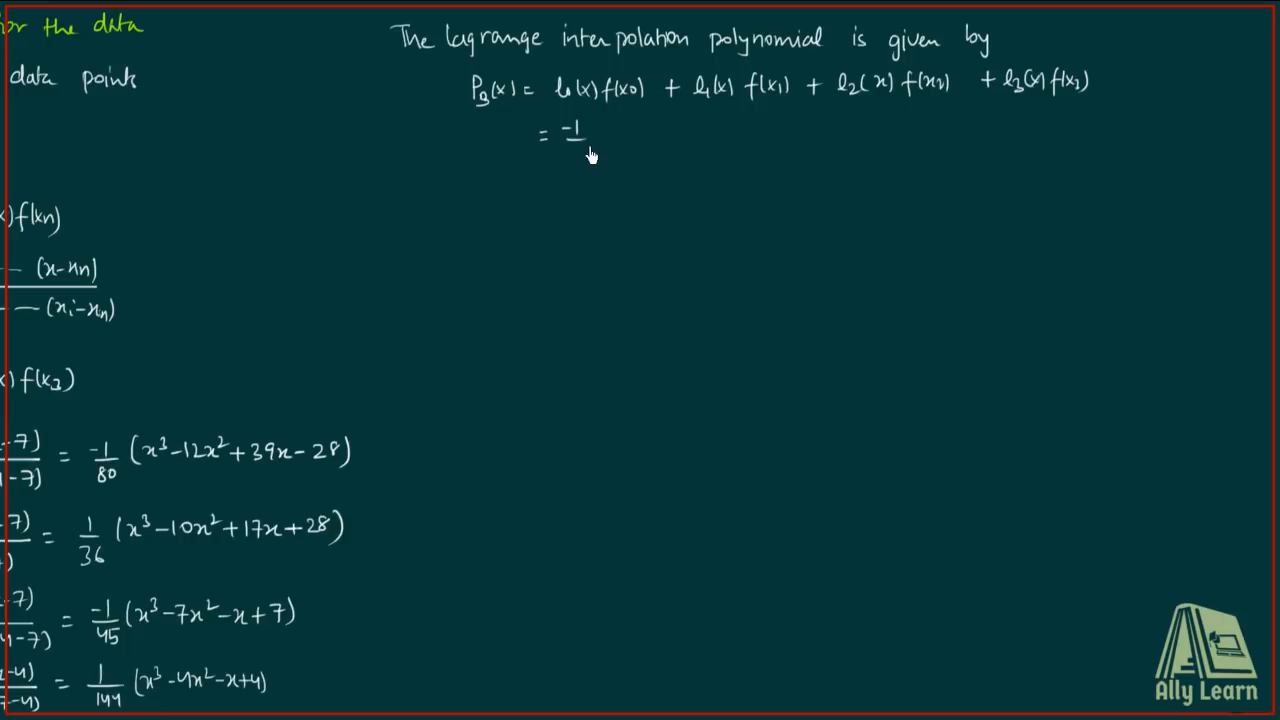 for the data
data points
The lagrange interpolation polynomial is given by
P3(x) = l0(x) f(x0) + l1(x) f(x1) + l2(x) f(x2) + l3(x) f(x3)
= -1
x) f(xn)
— (x-xn)
— (xi-xn)
x) f(x3)
-7) = -1/80 (x³-12x²+39x-28)
-7)
-7) = 1/36 (x³-10x²+17x+28)
-7) = -1/45 (x³-7x²-x+7)
4-7)
x-4) = 1/144 (x³-4x²-x+4)
7-4)
Ally Learn